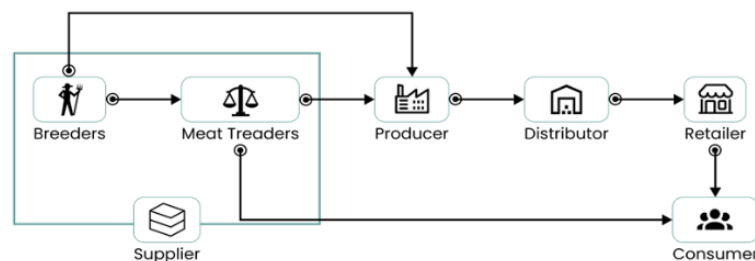 Breeders
Meat Treaders
Producer
Distributor
Retailer
Supplier
Consumer